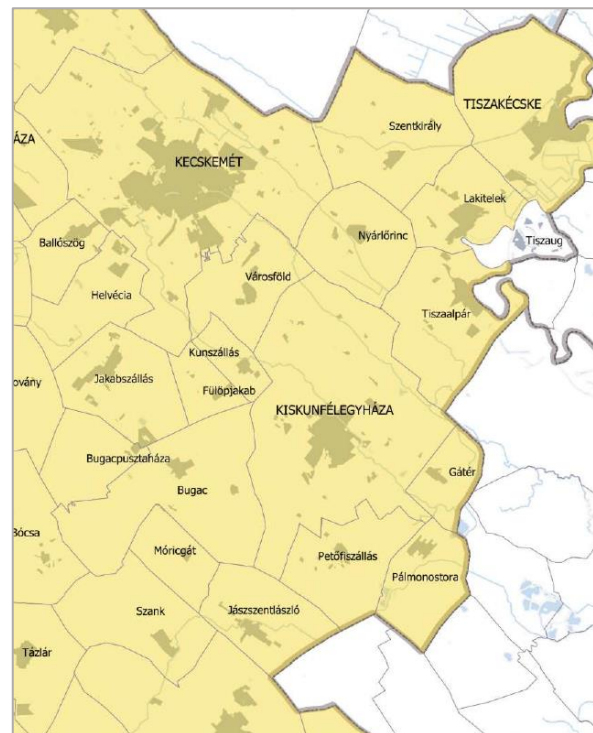 TISZAKÉCSKE
Szentkirály
ÁZA
KECSKEMÉT
Lakitelek
Ballószög
Nyárlőrinc
Tiszaug
Városföld
Helvécia
Tiszaalpár
Kunszállás
Jakabszállás
ovány
Fülöpjakab
KISKUNFÉLEGYHÁZA
Bugacpusztaháza
Gátér
Bugac
Bócsa
Móricgát
Petőfiszállás
Pálmonostora
Szank
Jászszentlászló
Tázlár